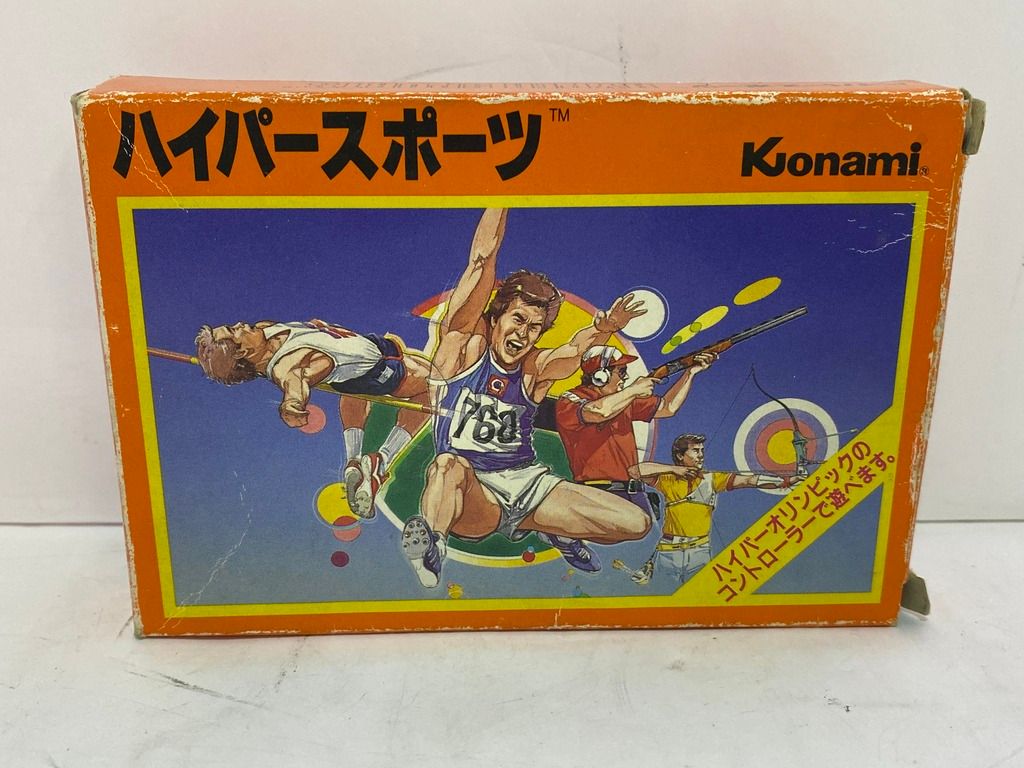 ハイパースポーツ™
Konami®
768
ハイパーオリンピックの
コントローラーで遊べます。